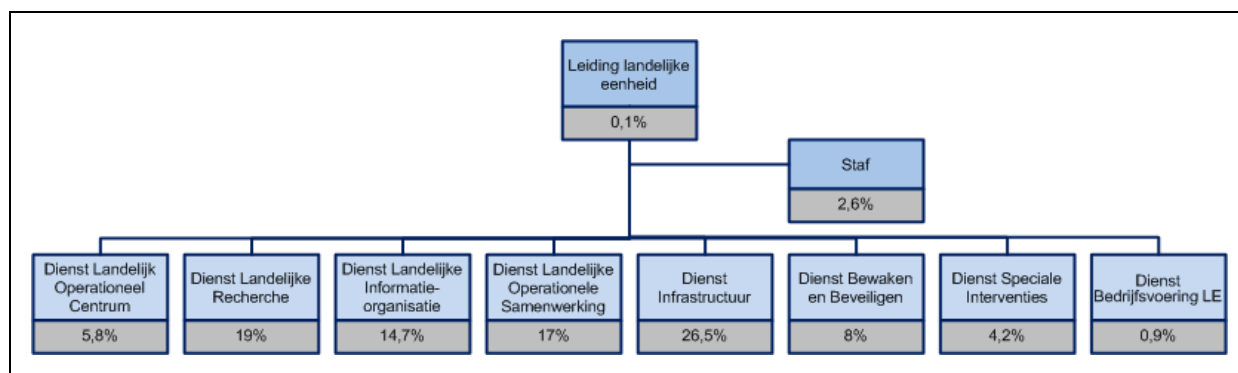 Leiding landelijke
eenheid
0,1%
Staf
2,6%
Dienst Landelijk
Operationeel
Centrum
5,8%
Dienst Landelijke
Recherche
19%
Dienst Landelijke
Informatie-
organisatie
14,7%
Dienst Landelijke
Operationele
Samenwerking
17%
Dienst
Infrastructuur
26,5%
Dienst Bewaken
en Beveiligen
8%
Dienst Speciale
Interventies
4,2%
Dienst
Bedrijfsvoering LE
0,9%